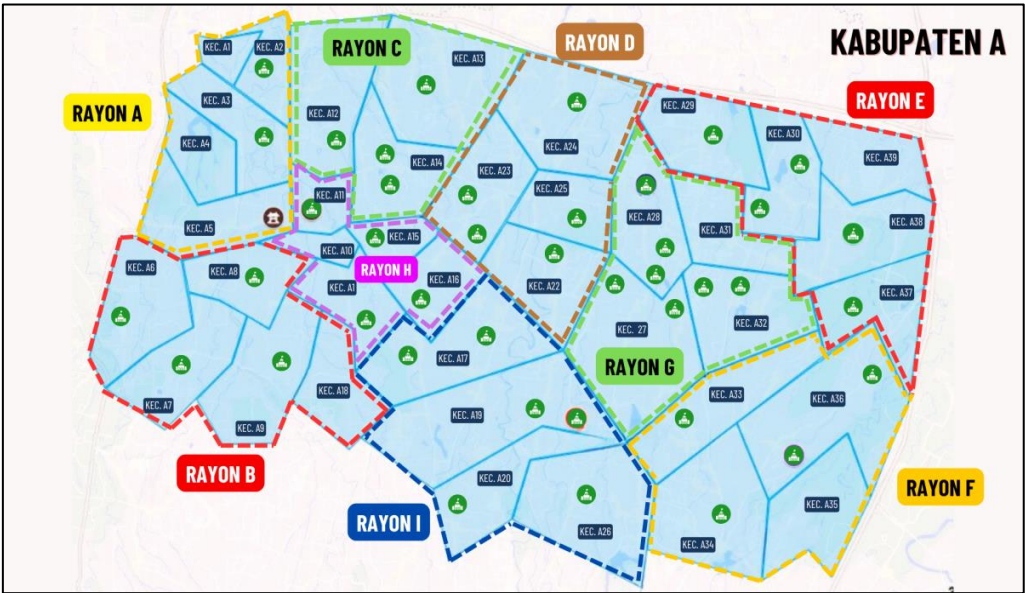 KABUPATEN A
RAYON A
KEC. A1
KEC. A2
KEC. A3
KEC. A4
KEC. A5
RAYON C
KEC. A13
KEC. A12
KEC. A14
RAYON D
KEC. A24
KEC. A23
KEC. A25
KEC. A22
RAYON E
KEC. A29
KEC. A30
KEC. A39
KEC. A38
KEC. A37
KEC. A28
KEC. A31
KEC. 27
KEC. A32
RAYON G
KEC. A11
KEC. A10
KEC. A15
RAYON H
KEC. A1
KEC. A16
KEC. A6
KEC. A8
KEC. A7
KEC. A9
KEC. A18
RAYON B
KEC. A17
KEC. A19
KEC. A20
KEC. A26
RAYON I
KEC. A33
KEC. A36
KEC. A35
KEC. A34
RAYON F